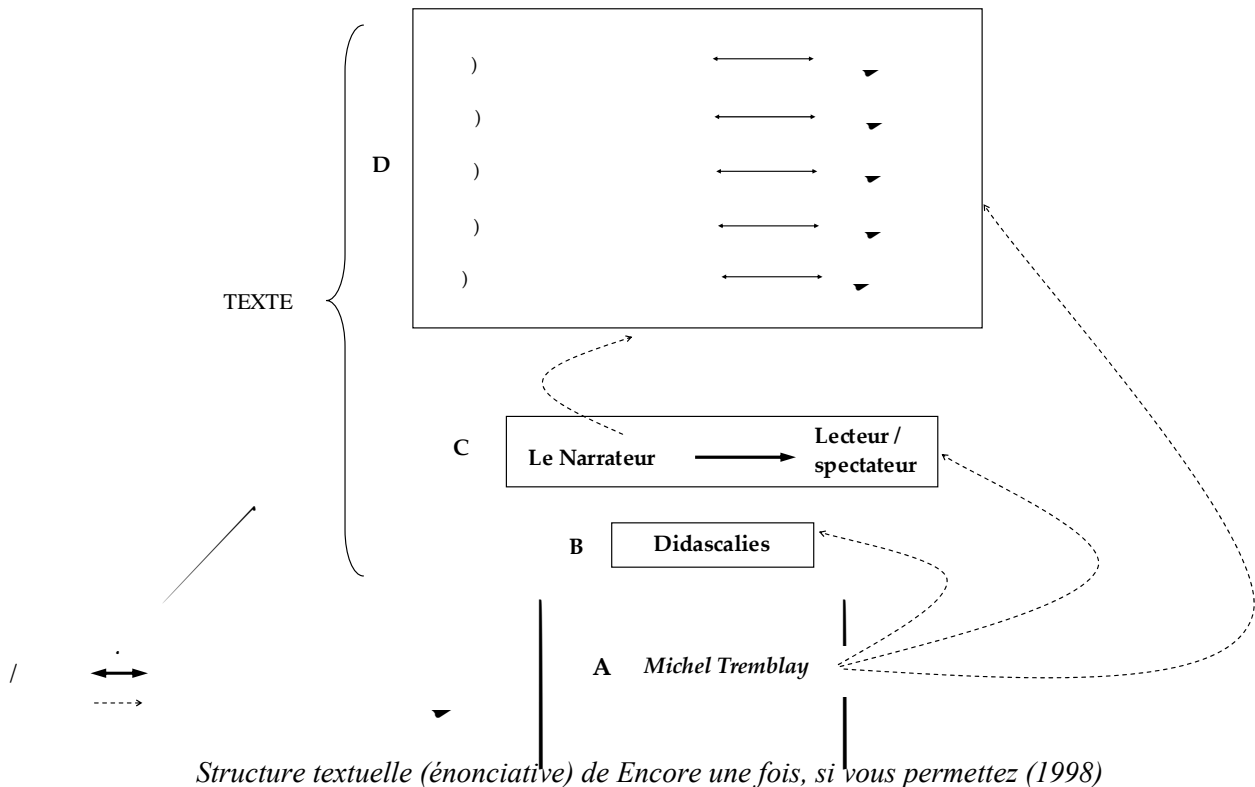 )
)
D
)
)
)
TEXTE
C
Le Narrateur
Lecteur /
spectateur
B
Didascalies
A
Michel Tremblay
/
Structure textuelle (énonciative) de Encore une fois, si vous permettez (1998)